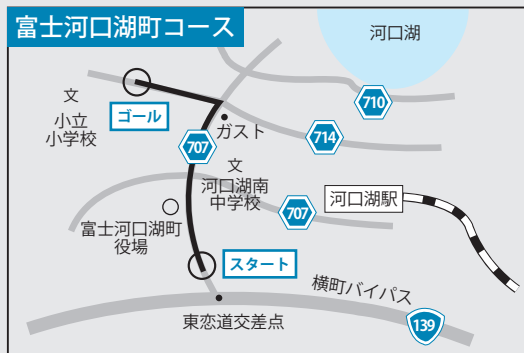 富士河口湖町コース
河口湖
710
文
小立
小学校
ゴール
ガスト
714
707
文
河口湖南
中学校
707
河口湖駅
富士河口湖町
役場
スタート
横町バイパス
東恋道交差点
139